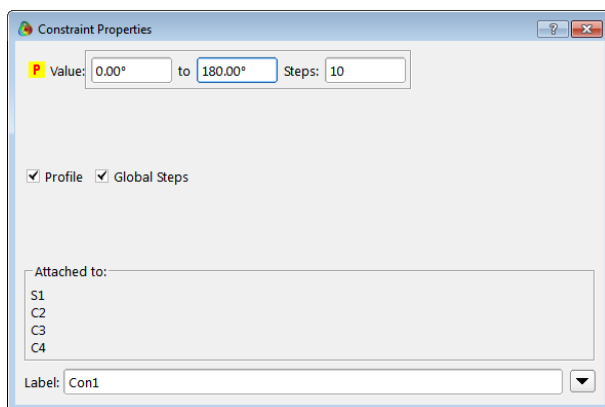 Constraint Properties
P Value: 0.00° to 180.00° Steps: 10
Profile Global Steps
Attached to:
S1
C2
C3
C4
Label: Con1